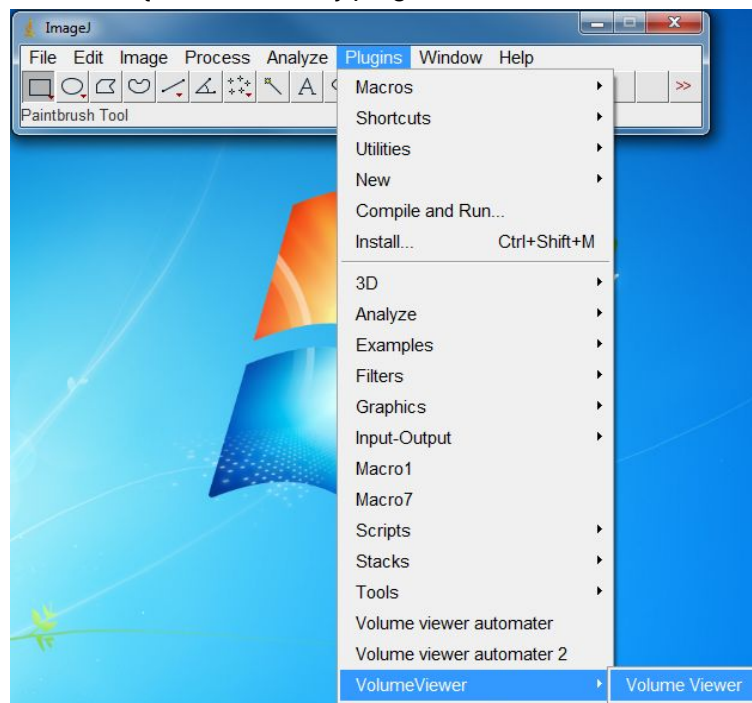 ImageJ
File Edit Image Process Analyze Plugins Window Help
A >>
Paintbrush Tool
Macros
Shortcuts
Utilities
New
Compile and Run...
Install... Ctrl+Shift+M
3D
Analyze
Examples
Filters
Graphics
Input-Output
Macro1
Macro7
Scripts
Stacks
Tools
Volume viewer automater
Volume viewer automater 2
VolumeViewer Volume Viewer